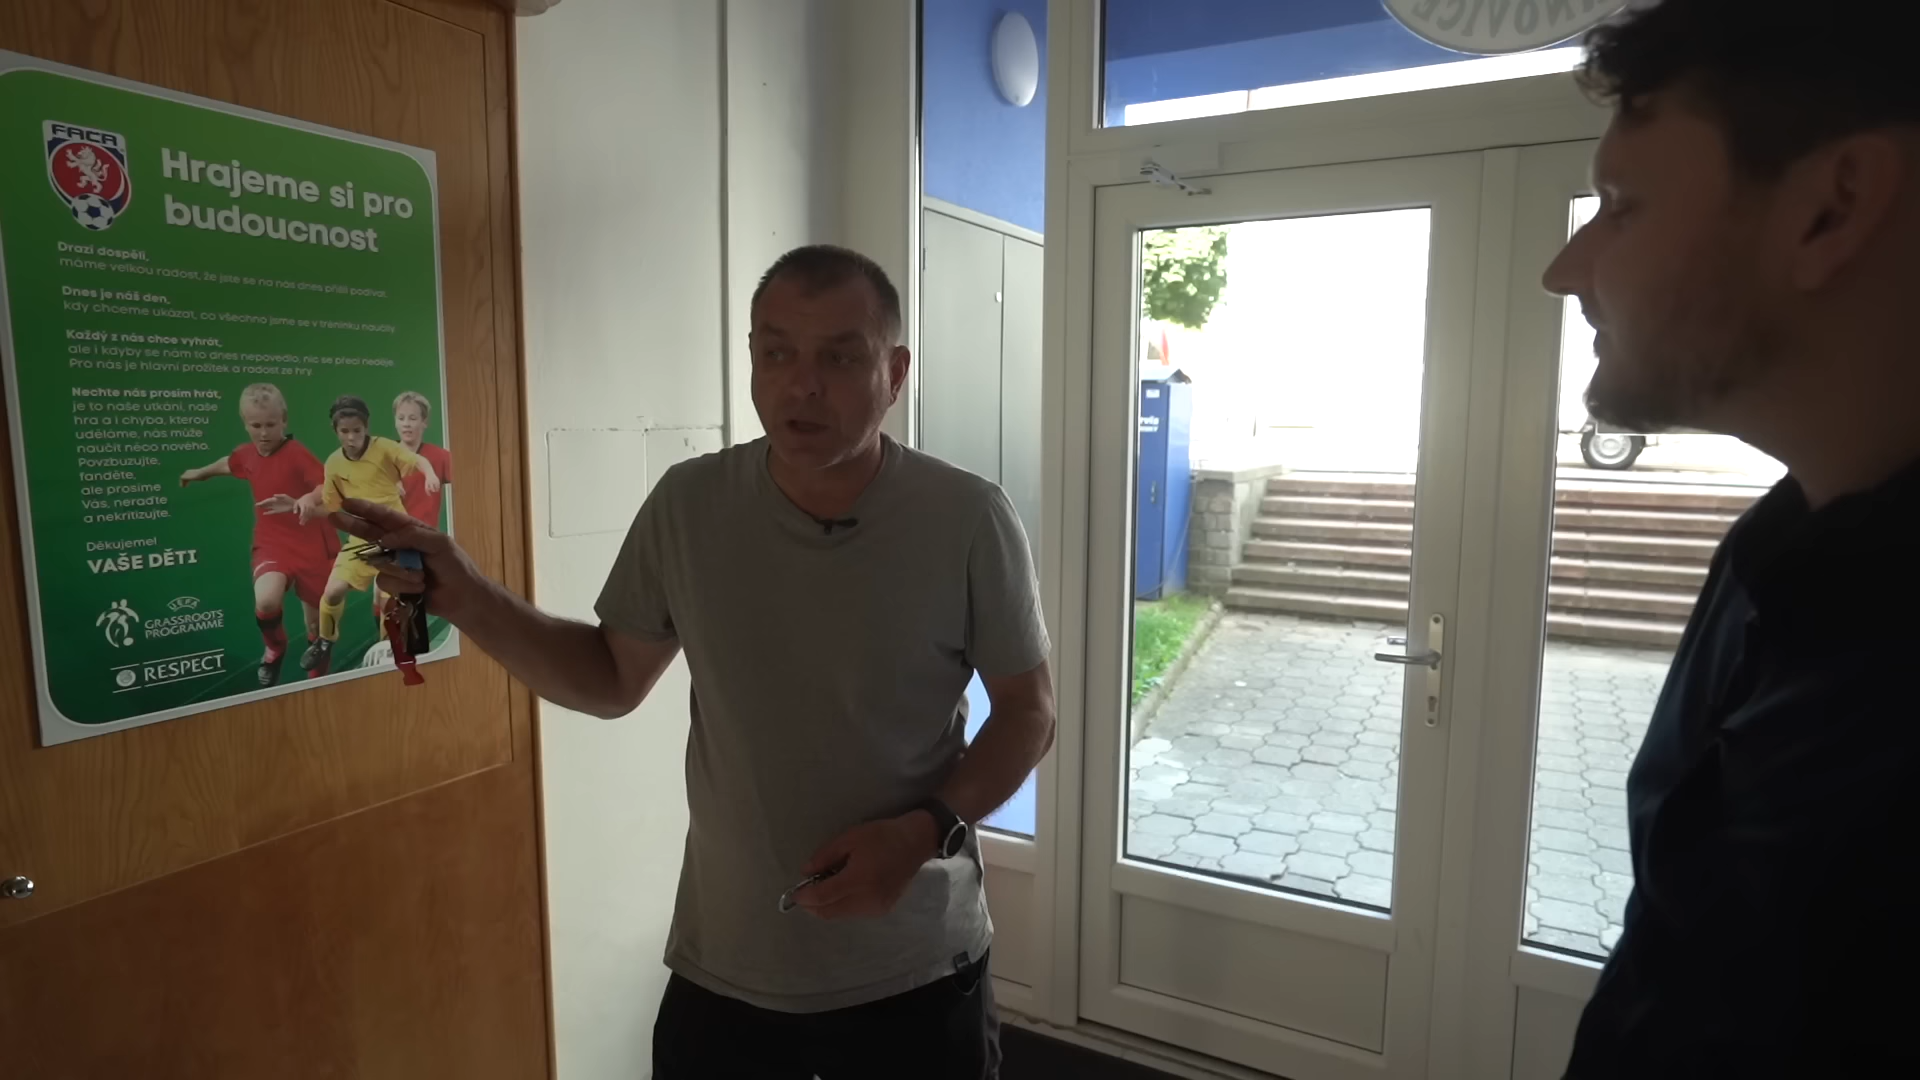 FACR
Hrajeme si pro
budoucnost
Drazí dospělí,
máme velkou radost, že jste se na nás dnes přišli podívat.
Dnes je náš den,
kdy chceme ukázat, co všechno jsme se v tréninku naučily
Každý z nás chce vyhrát,
ale i kdyby se nám to dnes nepovedlo, nic se přeci neděje.
Pro nás je hlavní prožitek a radost ze hry
Nechte nás prosím hrát,
je to naše utkání, naše
hra a i chyba, kterou
uděláme, nás může
naučit něco nového.
Povzbuzujte,
fanděte,
ale prosíme
Vás, neraďte
a nekritizujte.
Děkujeme!
VAŠE DĚTI
UEFA
GRASSROOTS
PROGRAMME
RESPECT